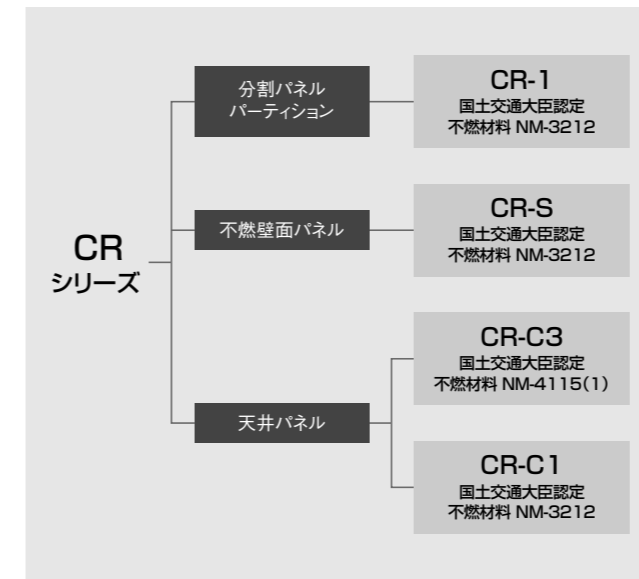 CR
シリーズ
分割パネル
パーティション
CR-1
国土交通大臣認定
不燃材料 NM-3212
不燃壁面パネル
CR-S
国土交通大臣認定
不燃材料 NM-3212
天井パネル
CR-C3
国土交通大臣認定
不燃材料 NM-4115(1)
CR-C1
国土交通大臣認定
不燃材料 NM-3212